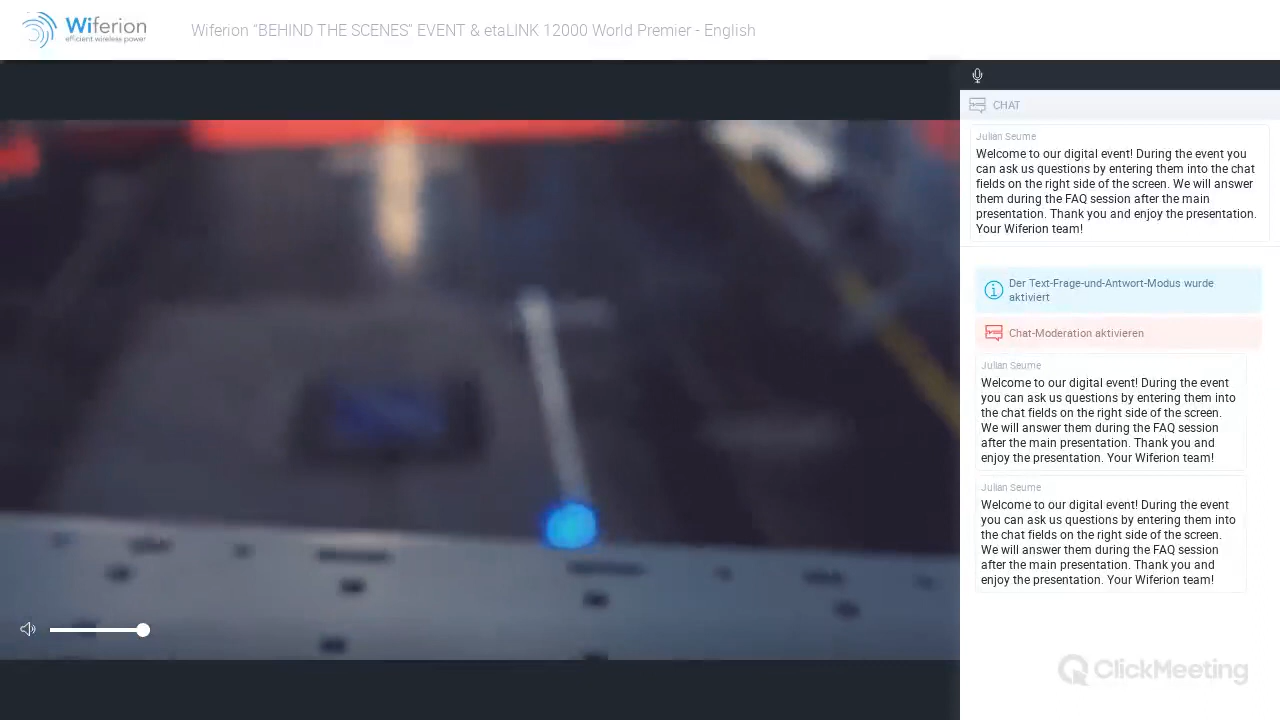 Wiferion
efficient wireless power
Wiferion "BEHIND THE SCENES" EVENT & etaLINK 12000 World Premier - English
CHAT
Julian Seume
Welcome to our digital event! During the event you
can ask us questions by entering them into the chat
fields on the right side of the screen. We will answer
them during the FAQ session after the main
presentation. Thank you and enjoy the presentation.
Your Wiferion team!
Der Text-Frage-und-Antwort-Modus wurde
aktiviert
Chat-Moderation aktivieren
Julian Seume
Welcome to our digital event! During the event
you can ask us questions by entering them into
the chat fields on the right side of the screen.
We will answer them during the FAQ session
after the main presentation. Thank you and
enjoy the presentation. Your Wiferion team!
Julian Seume
Welcome to our digital event! During the event
you can ask us questions by entering them into
the chat fields on the right side of the screen.
We will answer them during the FAQ session
after the main presentation. Thank you and
enjoy the presentation. Your Wiferion team!
ClickMeeting